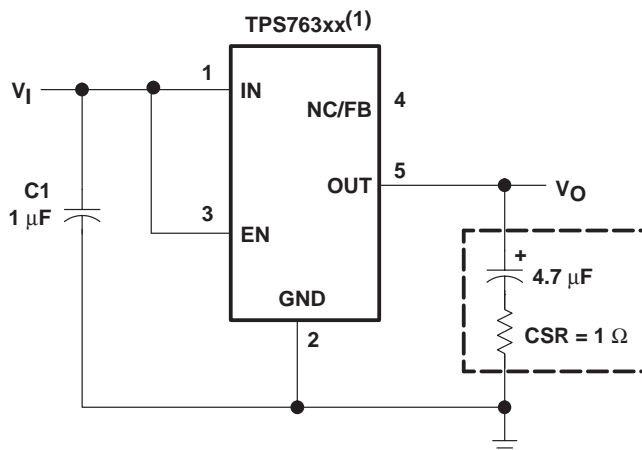 TPS763xx(1)
1
VI
IN
NC/FB
4
5
OUT
VO
C1
1 μF
3
EN
+
4.7 μF
GND
2
CSR = 1 Ω